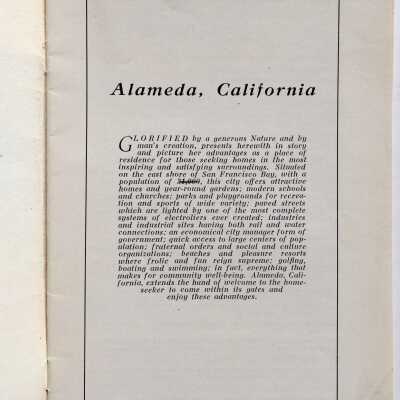 Alameda, California
GLORIFIED by a generous Nature and by
man's creation, presents herewith in story
and picture her advantages as a place of
residence for those seeking homes in the most
inspiring and satisfying surroundings. Situated
on the east shore of San Francisco Bay, with a
population of this city offers attractive
homes and year-round gardens; modern schools
and churches; parks and playgrounds for recrea-
tion and sports of wide variety; paved streets
which are lighted by one of the most complete
systems of electroliers ever created; industries
and industrial sites having both rail and water
connections; an economical city manager form of
government; quick access to large centers of pop-
ulation; fraternal orders and social and culture
organizations; beaches and pleasure resorts
where frolic and fun reign supreme; golfing,
boating and swimming; in fact, everything that
makes for community well-being. Alameda, Cali-
fornia, extends the hand of welcome to the home-
seeker to come within its gates and
enjoy these advantages.